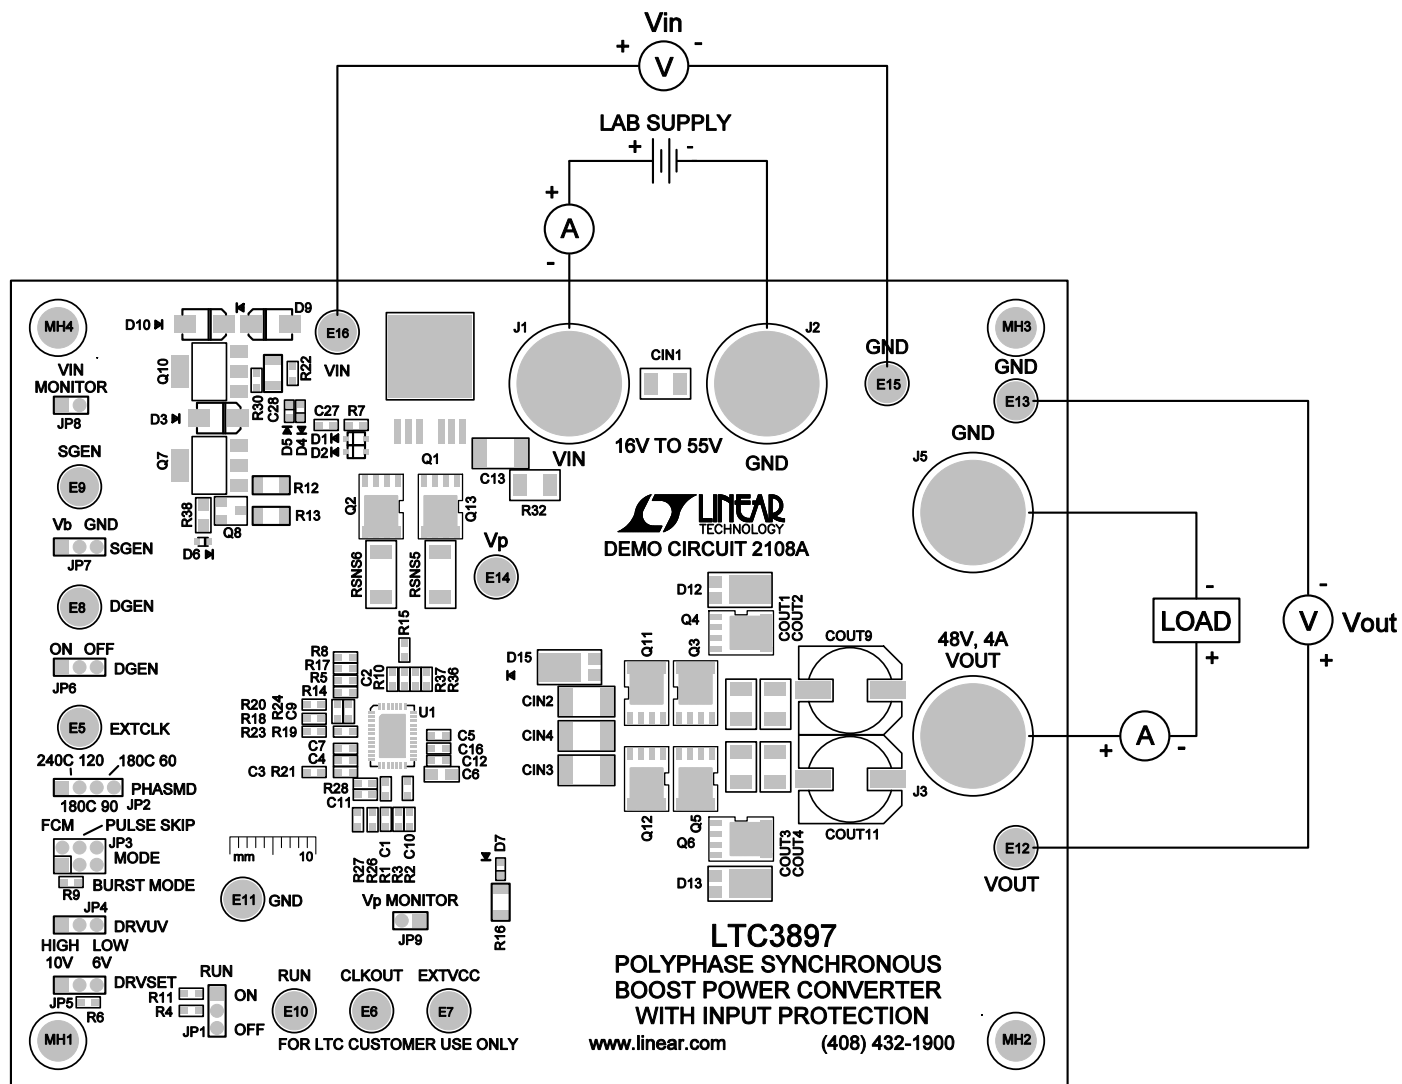 Vin
+ V -
LAB SUPPLY
+ -
+
A
-
MH4
D10
D9
E16
VIN
J1
J2
CIN1
GND
E15
MH3
GND
E13
VIN
MONITOR
JP8
Q10
R30
C28
R22
D3
D5
D4
C27
R7
D1
D2
Q1
C13
R32
VIN
16V TO 55V
GND
GND
J5
SGEN
E9
Q7
R12
R13
R38
Q8
D6
Q2
Q13
RSNS6
RSNS5
Vp
E14
LINEAR
TECHNOLOGY
DEMO CIRCUIT 2108A
Vb GND
SGEN
JP7
E8
DGEN
ON OFF
DGEN
JP6
E5
EXTCLK
240C 120
180C 60
PHASMD
180C 90
JP2
FCM
PULSE SKIP
JP3
MODE
R9
BURST MODE
JP4
DRVUV
HIGH LOW
10V 6V
DRVSET
JP5
R6
MH1
R15
R8
R17
R5
R14
C2
R10
R37
R36
R20
R18
R23
R24
C9
R19
U1
C7
C4
C3
R21
C5
C16
C12
C6
R28
C11
R27
R26
R1
C1
R3
R2
C10
mm 10
E11
GND
Vp MONITOR
JP9
D7
R16
D12
Q4
COUT1
COUT2
Q11
Q3
D15
CIN2
CIN4
CIN3
COUT9
COUT11
Q12
Q5
Q6
COUT3
COUT4
D13
48V, 4A
VOUT
J3
E12
VOUT
-
LOAD
+
+ A -
-
V
Vout
+
RUN
R11
R4
JP1
ON
OFF
RUN
E10
CLKOUT
E6
EXTVCC
E7
FOR LTC CUSTOMER USE ONLY
LTC3897
POLYPHASE SYNCHRONOUS
BOOST POWER CONVERTER
WITH INPUT PROTECTION
www.linear.com (408) 432-1900
MH2